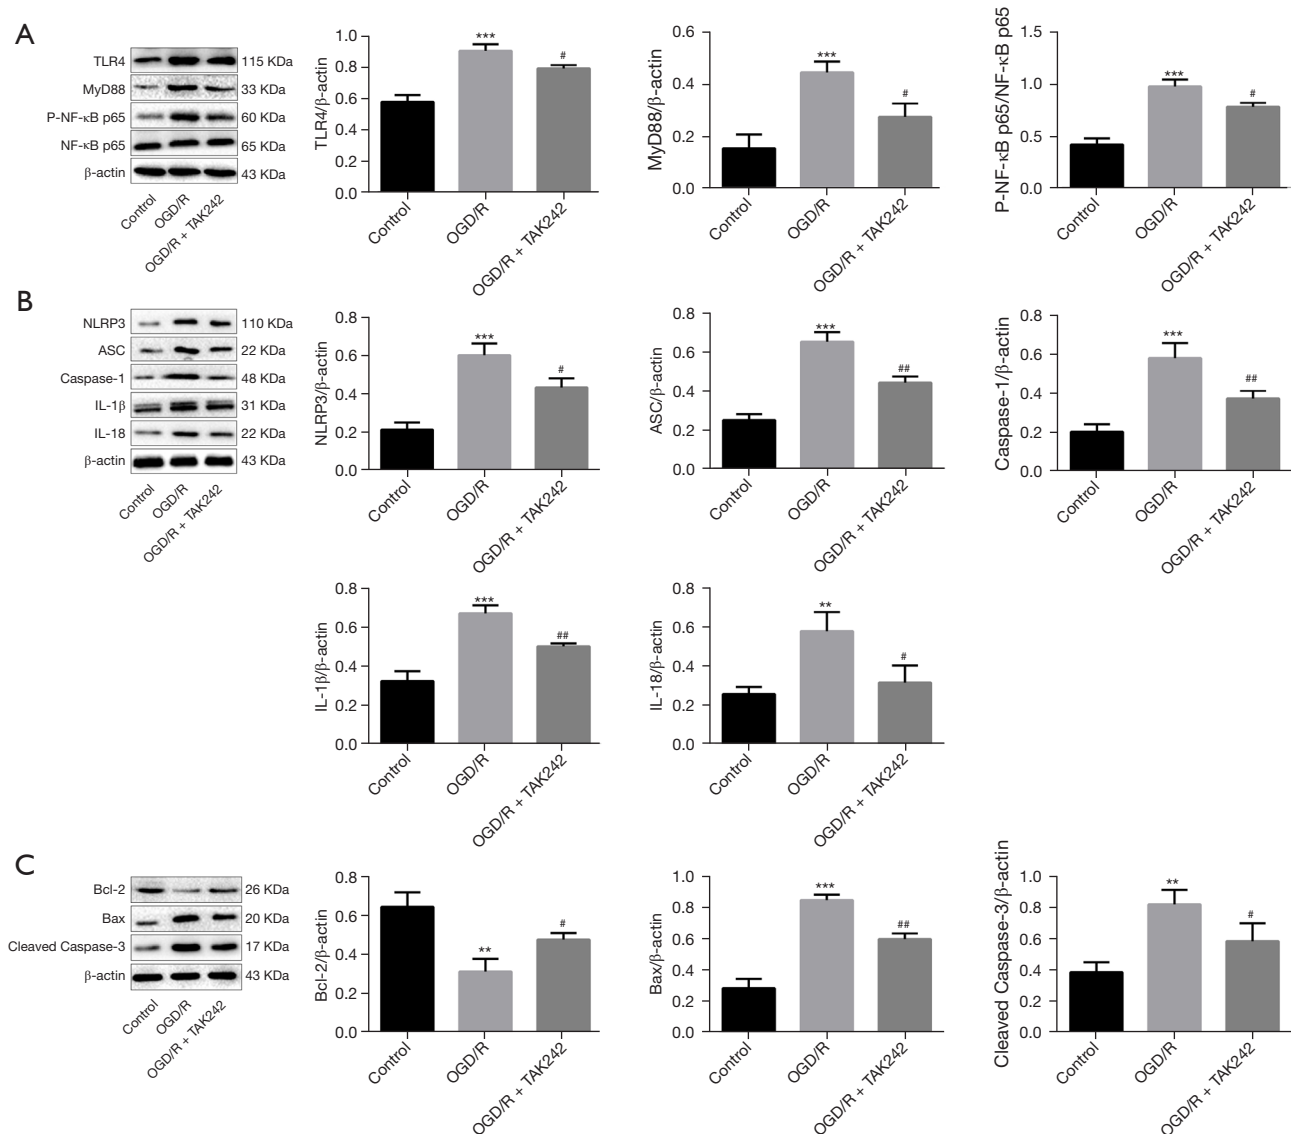 A
TLR4 115 KDa
MyD88 33 KDa
P-NF-κB p65 60 KDa
NF-κB p65 65 KDa
β-actin 43 KDa
Control
OGD/R
OGD/R + TAK242
TLR4/β-actin
1.0
0.8
0.6
0.4
0.2
0.0
***
#
Control
OGD/R
OGD/R + TAK242
MyD88/β-actin
0.6
0.4
0.2
0.0
***
#
Control
OGD/R
OGD/R + TAK242
P-NF-κB p65/NF-κB p65
1.5
1.0
0.5
0.0
***
#
Control
OGD/R
OGD/R + TAK242
B
NLRP3 110 KDa
ASC 22 KDa
Caspase-1 48 KDa
IL-1β 31 KDa
IL-18 22 KDa
β-actin 43 KDa
Control
OGD/R
OGD/R + TAK242
NLRP3/β-actin
0.8
0.6
0.4
0.2
0.0
***
#
Control
OGD/R
OGD/R + TAK242
ASC/β-actin
0.8
0.6
0.4
0.2
0.0
***
##
Control
OGD/R
OGD/R + TAK242
Caspase-1/β-actin
0.8
0.6
0.4
0.2
0.0
***
##
Control
OGD/R
OGD/R + TAK242
IL-1β/β-actin
0.8
0.6
0.4
0.2
0.0
***
##
Control
OGD/R
OGD/R + TAK242
IL-18/β-actin
0.8
0.6
0.4
0.2
0.0
**
#
Control
OGD/R
OGD/R + TAK242
C
Bcl-2 26 KDa
Bax 20 KDa
Cleaved Caspase-3 17 KDa
β-actin 43 KDa
Control
OGD/R
OGD/R + TAK242
Bcl-2/β-actin
0.8
0.6
0.4
0.2
0.0
**
#
Control
OGD/R
OGD/R + TAK242
Bax/β-actin
1.0
0.8
0.6
0.4
0.2
0.0
***
##
Control
OGD/R
OGD/R + TAK242
Cleaved Caspase-3/β-actin
1.0
0.8
0.6
0.4
0.2
0.0
**
#
Control
OGD/R
OGD/R + TAK242